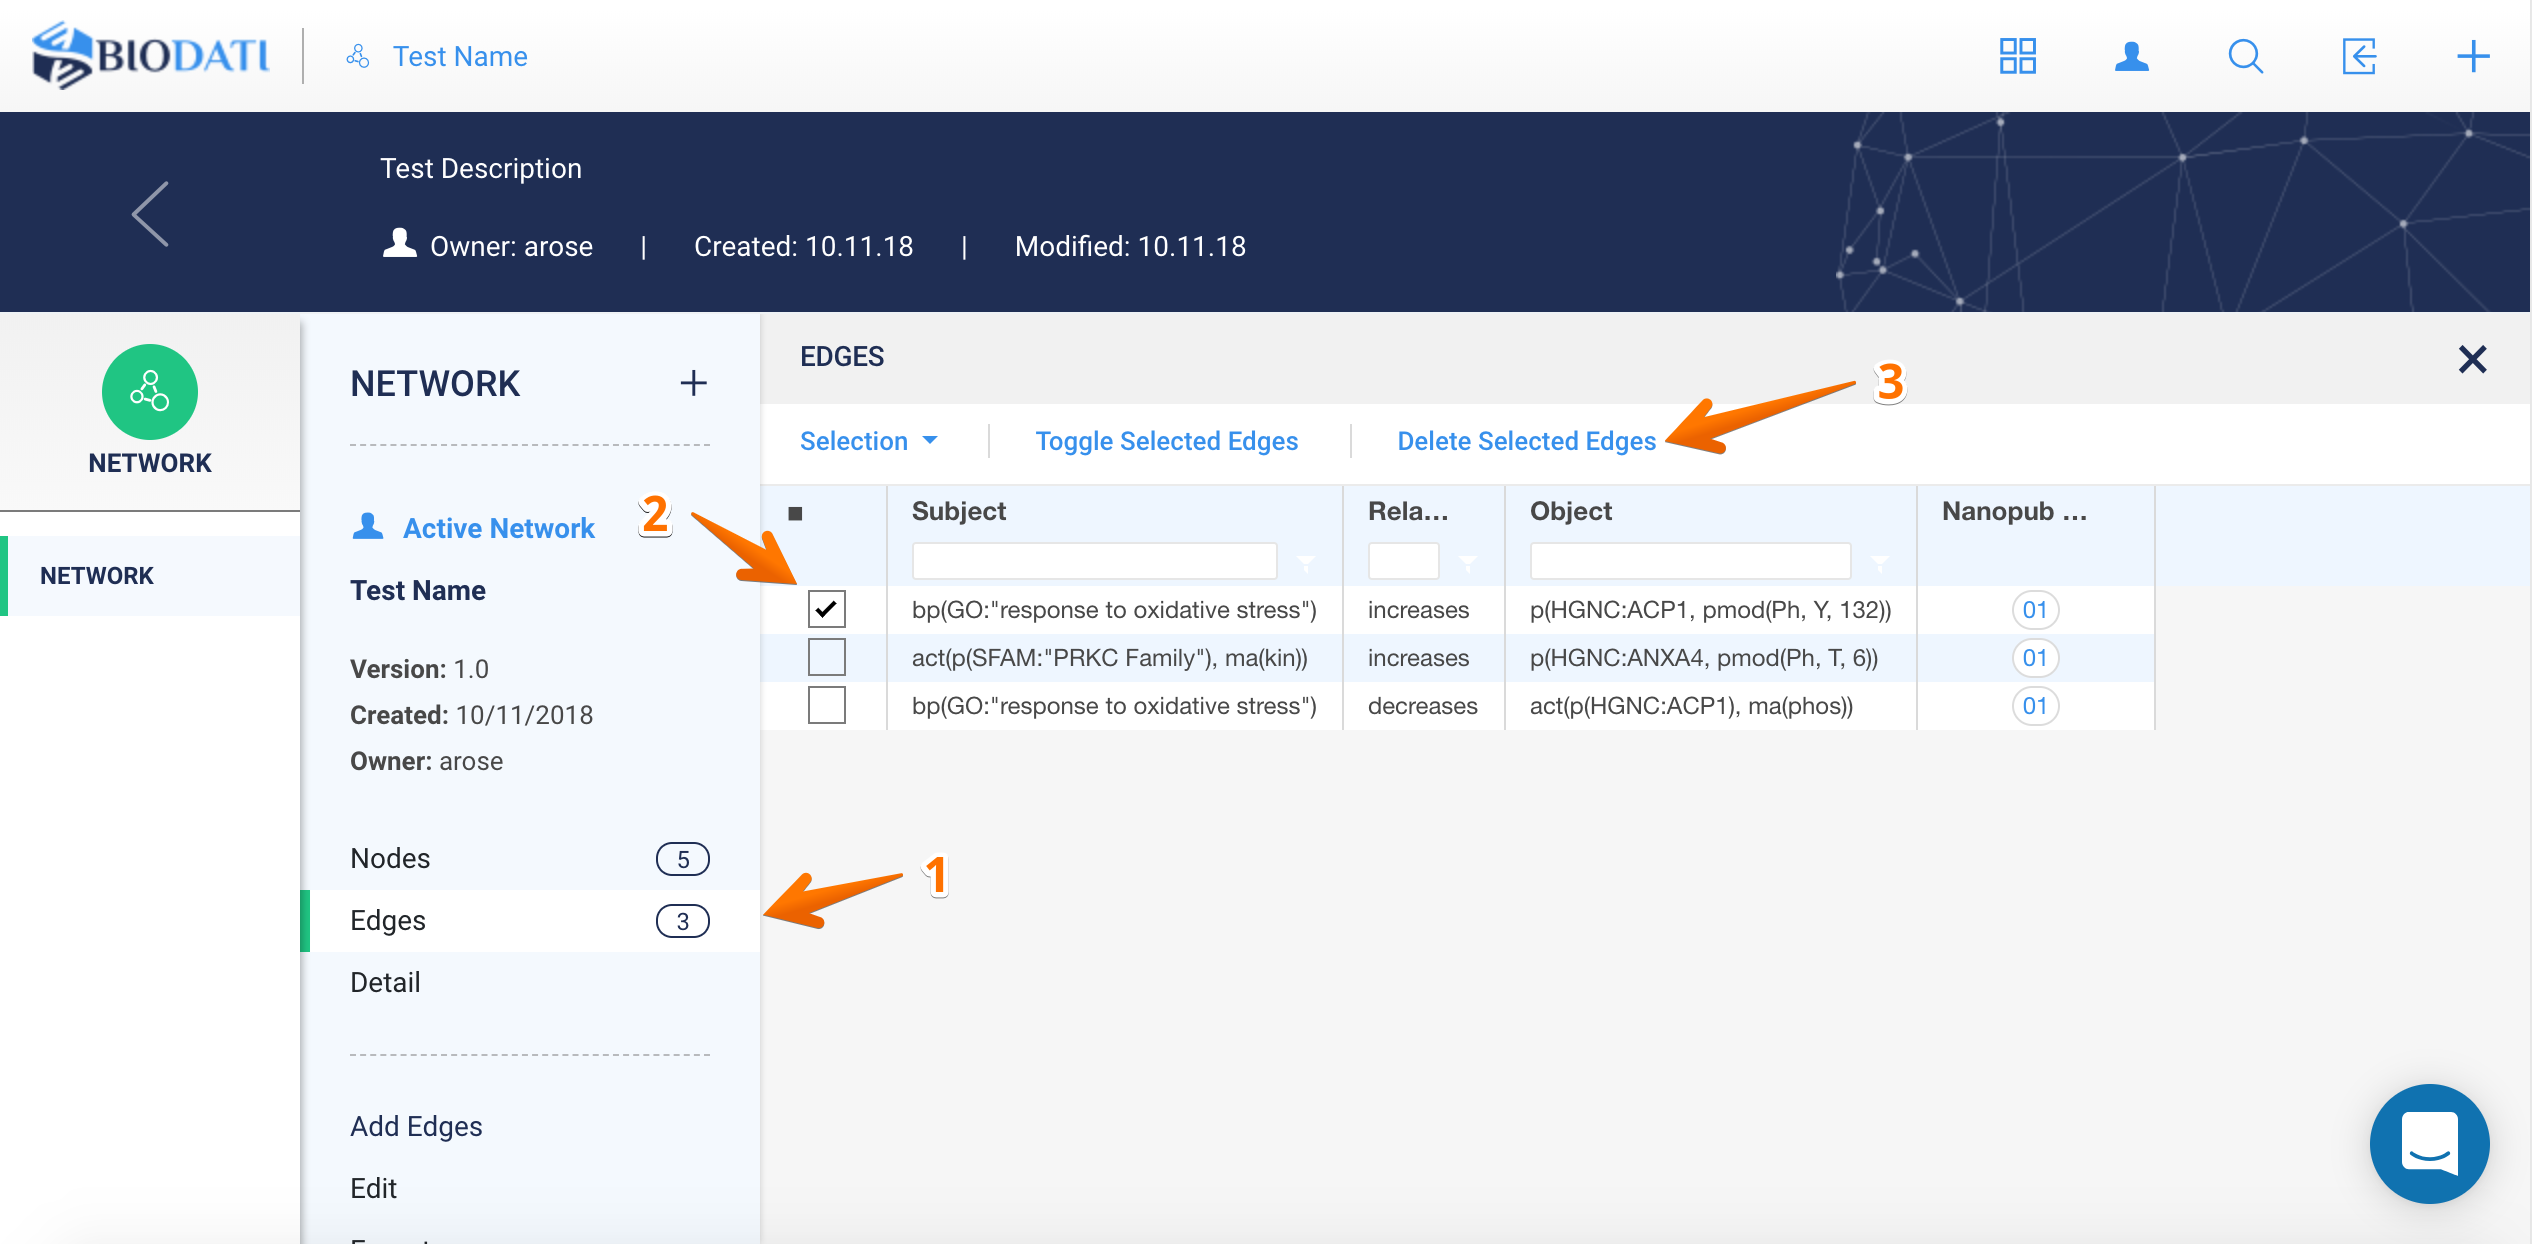 BIODATI
Test Name
Test Description
Owner: arose | Created: 10.11.18 | Modified: 10.11.18
NETWORK
NETWORK
NETWORK
Active Network
Test Name
Version: 1.0
Created: 10/11/2018
Owner: arose
Nodes 5
Edges 3
Detail
Add Edges
Edit
EDGES
3
Selection Toggle Selected Edges Delete Selected Edges
2
Subject Rela... Object Nanopub ...
bp(GO:"response to oxidative stress") increases p(HGNC:ACP1, pmod(Ph, Y, 132)) 01
act(p(SFAM:"PRKC Family"), ma(kin)) increases p(HGNC:ANXA4, pmod(Ph, T, 6)) 01
bp(GO:"response to oxidative stress") decreases act(p(HGNC:ACP1), ma(phos)) 01
1